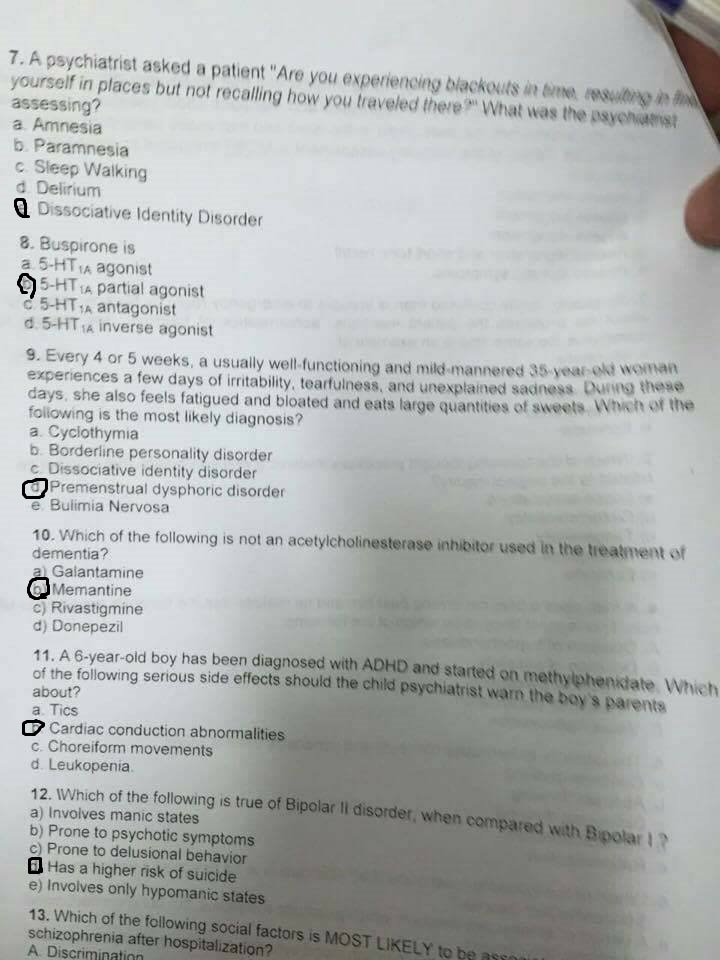 7. A psychiatrist asked a patient "Are you experiencing blackouts in time, resulting in
yourself in places but not recalling how you traveled there?" What was the psychiatrist
assessing?
a. Amnesia
b. Paramnesia
c. Sleep Walking
d. Delirium
Dissociative Identity Disorder
8. Buspirone is
a. 5-HT1A agonist
5-HT1A partial agonist
c. 5-HT1A antagonist
d. 5-HT1A inverse agonist
9. Every 4 or 5 weeks, a usually well-functioning and mild-mannered 35-year-old woman
experiences a few days of irritability, tearfulness, and unexplained sadness. During these
days, she also feels fatigued and bloated and eats large quantities of sweets. Which of the
following is the most likely diagnosis?
a. Cyclothymia
b. Borderline personality disorder
c. Dissociative identity disorder
d. Premenstrual dysphoric disorder
e. Bulimia Nervosa
10. Which of the following is not an acetylcholinesterase inhibitor used in the treatment of
dementia?
a) Galantamine
b) Memantine
c) Rivastigmine
d) Donepezil
11. A 6-year-old boy has been diagnosed with ADHD and started on methylphenidate. Which
of the following serious side effects should the child psychiatrist warn the boy's parents
about?
a. Tics
Cardiac conduction abnormalities
c. Choreiform movements
d. Leukopenia.
12. Which of the following is true of Bipolar II disorder, when compared with Bipolar I ?
a) Involves manic states
b) Prone to psychotic symptoms
c) Prone to delusional behavior
Has a higher risk of suicide
e) Involves only hypomanic states
13. Which of the following social factors is MOST LIKELY to be
schizophrenia after hospitalization?
A. Discrimination